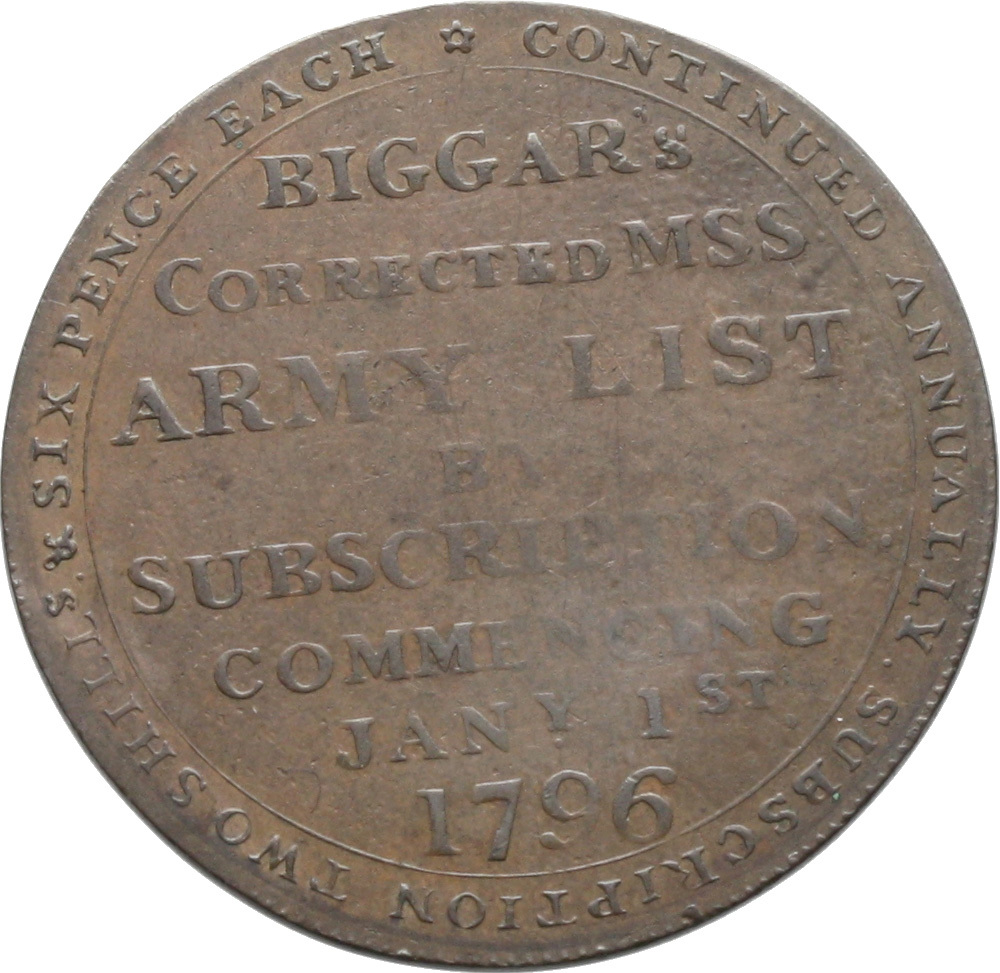 BIGGAR'S
CORRECTED MSS
ARMY LIST
BY
SUBSCRIPTION.
COMMENCING
JANY 1ST
1796
CONTINUED ANNUALLY. SUBSCRIPTION TWO SHILLS. SIX PENCE EACH